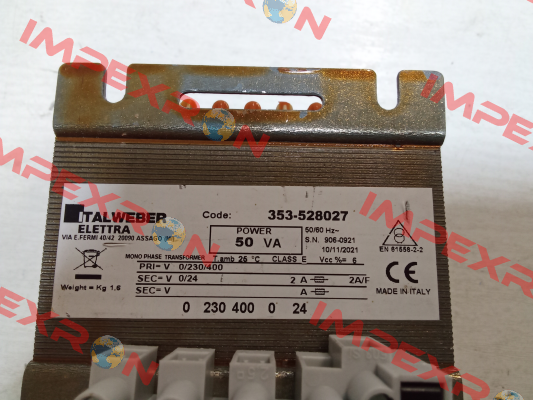 ITALWEBER
ELETTRA
VIA E.FERMI 40/42 20090 ASSAGO (MI)
Code: 353-528027
POWER
50 VA
50/60 Hz~
S.N. 906-0921
10/11/2021
EN 61558-2-2
MONO PHASE TRANSFORMER T.amb 25 °C CLASS E Vcc %= 6
PRI= V 0/230/400
SEC= V 0/24 2 A 2A/F
SEC= V A
Weight = Kg 1,6
CE
MADE IN ITALY
0 230 400 0 24
IMPEXRON
IMPEXRON
IMPEXRON
IMPEXRON
IMPEXRON